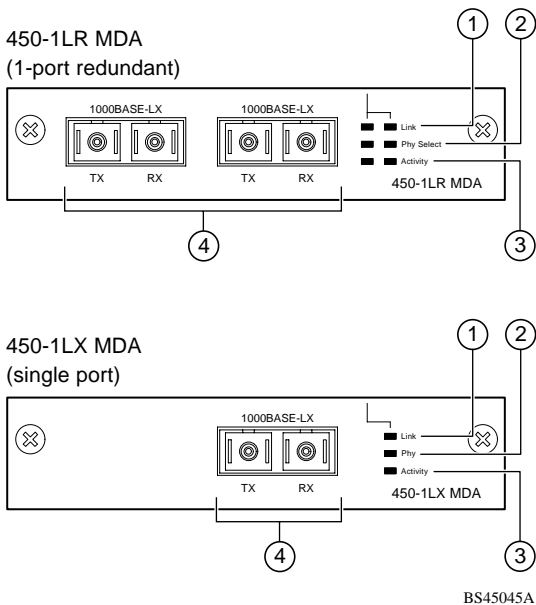 450-1LR MDA
(1-port redundant)
1
2
1000BASE-LX
1000BASE-LX
Link
Phy Select
Activity
TX
RX
TX
RX
450-1LR MDA
4
3
450-1LX MDA
(single port)
1
2
1000BASE-LX
Link
Phy
Activity
TX
RX
450-1LX MDA
4
3
BS45045A